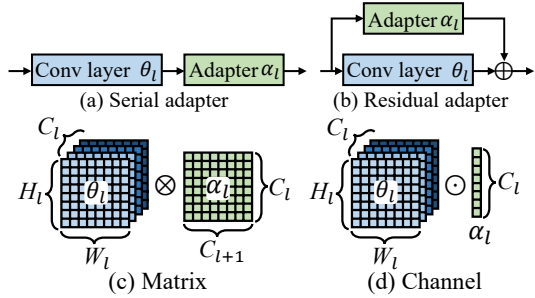 Conv layer θ_l
Adapter α_l
(a) Serial adapter
Adapter α_l
Conv layer θ_l
⊕
(b) Residual adapter
C_l
H_l
θ_l
⊗
α_l
C_l
W_l
C_{l+1}
(c) Matrix
C_l
H_l
θ_l
⊙
C_l
α_l
W_l
(d) Channel